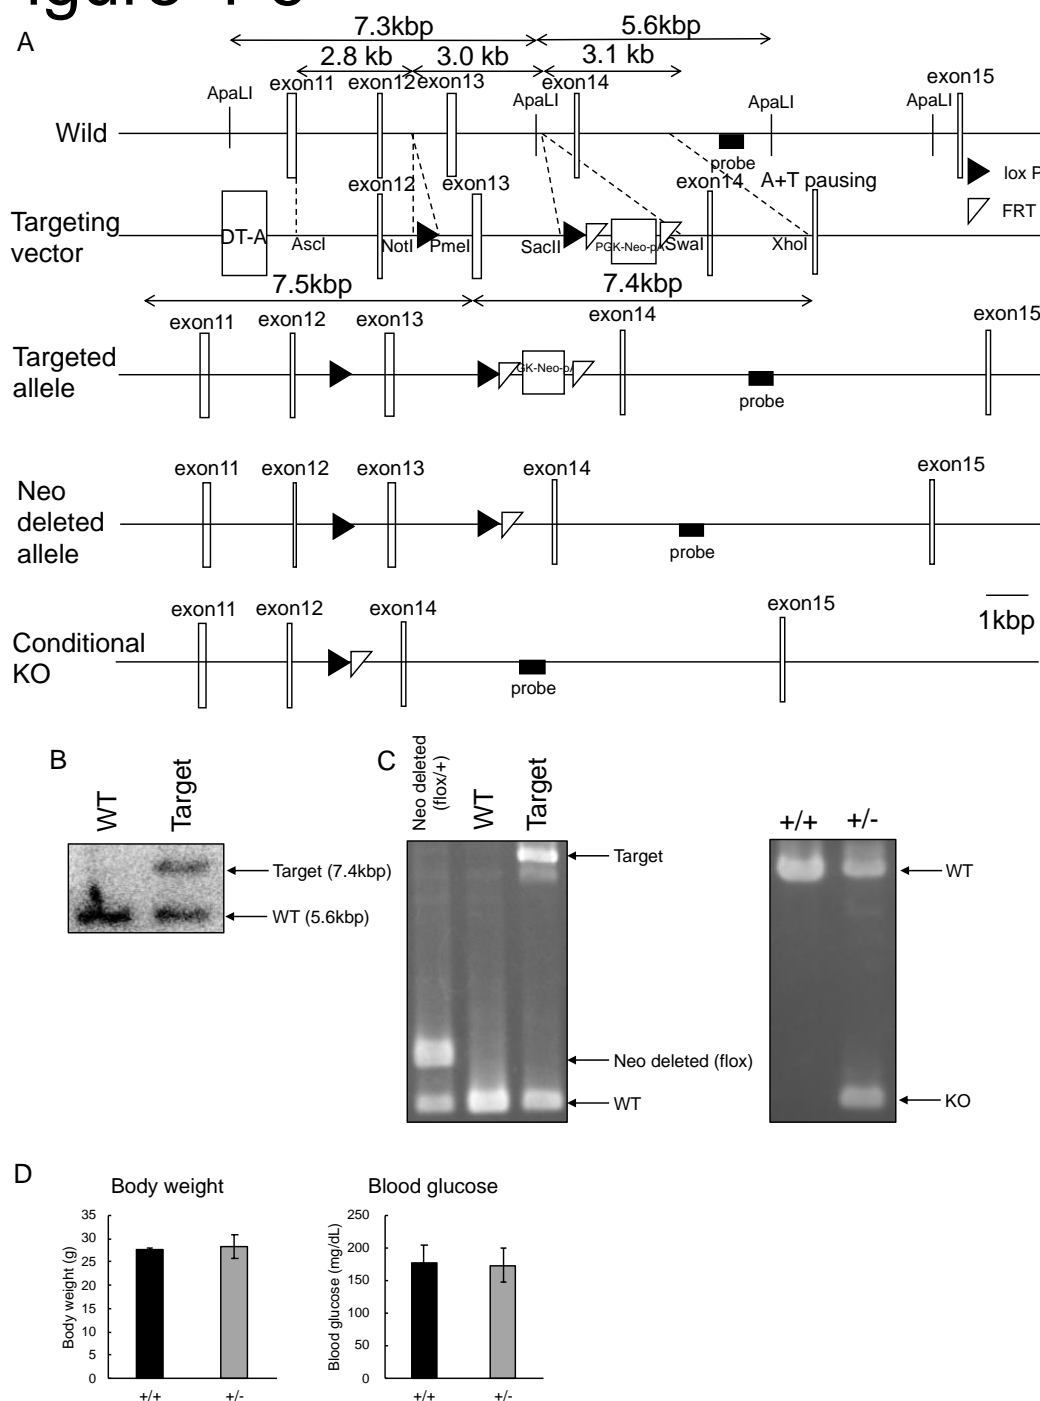 A
7.3kbp 5.6kbp
2.8 kb 3.0 kb 3.1 kb
ApaLI exon11 exon12 exon13 ApaLI exon14 ApaLI ApaLI exon15
Wild
probe
lox P
exon12 exon13 exon14 A+T pausing
FRT
Targeting
vector
DT-A AscI NotI PmeI SacII PGK-Neo-pA SwaI XhoI
7.5kbp 7.4kbp
exon11 exon12 exon13 exon14 exon15
Targeted
allele
GK-Neo-pA
probe
exon11 exon12 exon13 exon14 exon15
Neo
deleted
allele
probe
exon11 exon12 exon14 exon15
1kbp
Conditional
KO
probe
B
WT Target
Target (7.4kbp)
WT (5.6kbp)
C
Neo deleted
(flox/+)
WT
Target
Target
Neo deleted (flox)
WT
+/+ +/-
WT
KO
D
Body weight
Body weight (g)
35
30
25
20
15
10
5
0
+/+ +/-
Blood glucose
Blood glucose (mg/dL)
250
200
150
100
50
0
+/+ +/-